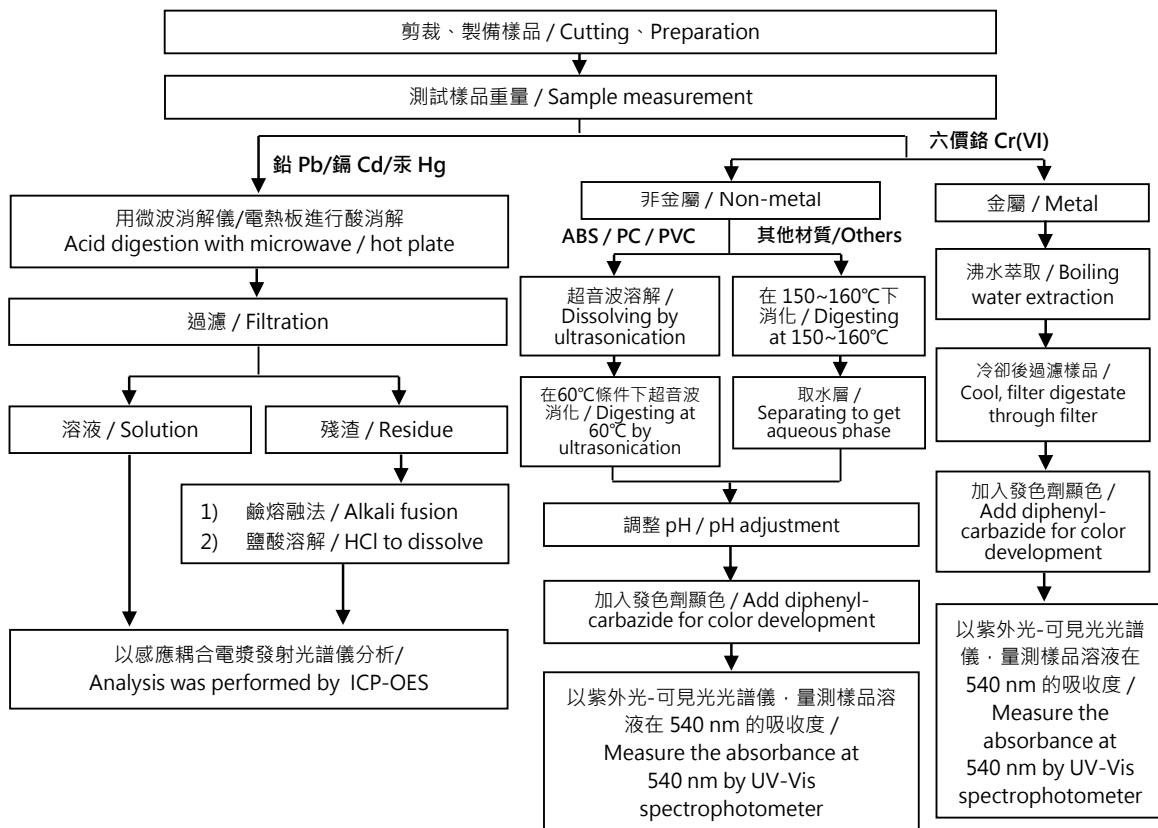 剪裁、製備樣品 / Cutting、Preparation
測試樣品重量 / Sample measurement
鉛 Pb/鎘 Cd/汞 Hg
六價鉻 Cr(VI)
用微波消解儀/電熱板進行酸消解
Acid digestion with microwave / hot plate
過濾 / Filtration
溶液 / Solution
殘渣 / Residue
1) 鹼熔融法 / Alkali fusion
2) 鹽酸溶解 / HCl to dissolve
以感應耦合電漿發射光譜儀分析/
Analysis was performed by ICP-OES
非金屬 / Non-metal
ABS / PC / PVC
其他材質/Others
超音波溶解 /
Dissolving by
ultrasonication
在60℃條件下超音波
消化 / Digesting at
60℃ by
ultrasonication
在 150~160℃下
消化 / Digesting
at 150~160℃
取水層 /
Separating to get
aqueous phase
調整 pH / pH adjustment
加入發色劑顯色 / Add diphenyl-
carbazide for color development
以紫外光-可見光光譜儀，量測樣品溶
液在 540 nm 的吸收度 /
Measure the absorbance at
540 nm by UV-Vis
spectrophotometer
金屬 / Metal
沸水萃取 / Boiling
water extraction
冷卻後過濾樣品 /
Cool, filter digestate
through filter
加入發色劑顯色 /
Add diphenyl-
carbazide for color
development
以紫外光-可見光光譜
儀，量測樣品溶液在
540 nm 的吸收度 /
Measure the
absorbance at
540 nm by UV-Vis
spectrophotometer